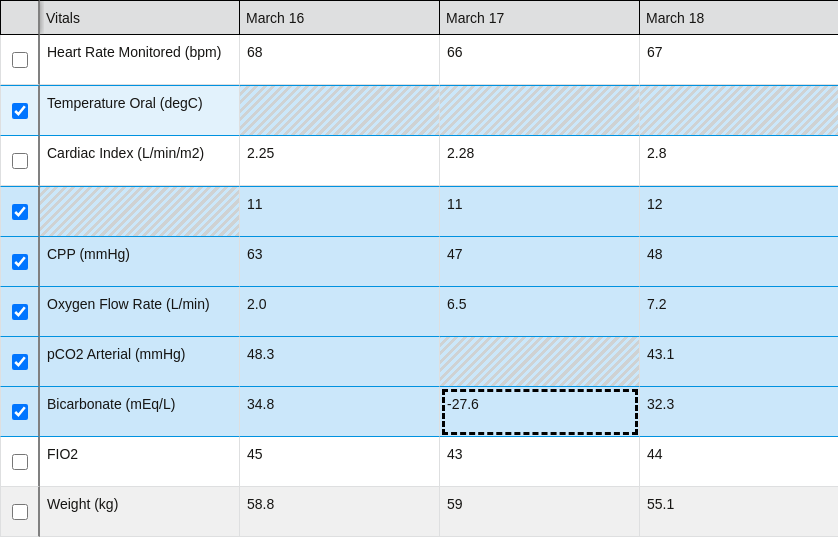 Vitals March 16 March 17 March 18
Heart Rate Monitored (bpm) 68 66 67
Temperature Oral (degC)
Cardiac Index (L/min/m2) 2.25 2.28 2.8
11 11 12
CPP (mmHg) 63 47 48
Oxygen Flow Rate (L/min) 2.0 6.5 7.2
pCO2 Arterial (mmHg) 48.3 43.1
Bicarbonate (mEq/L) 34.8 -27.6 32.3
FIO2 45 43 44
Weight (kg) 58.8 59 55.1